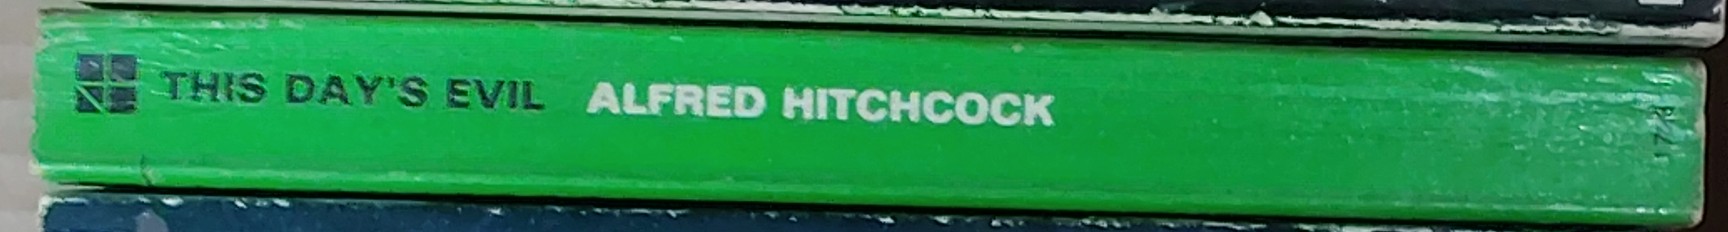 THIS DAY'S EVIL ALFRED HITCHCOCK